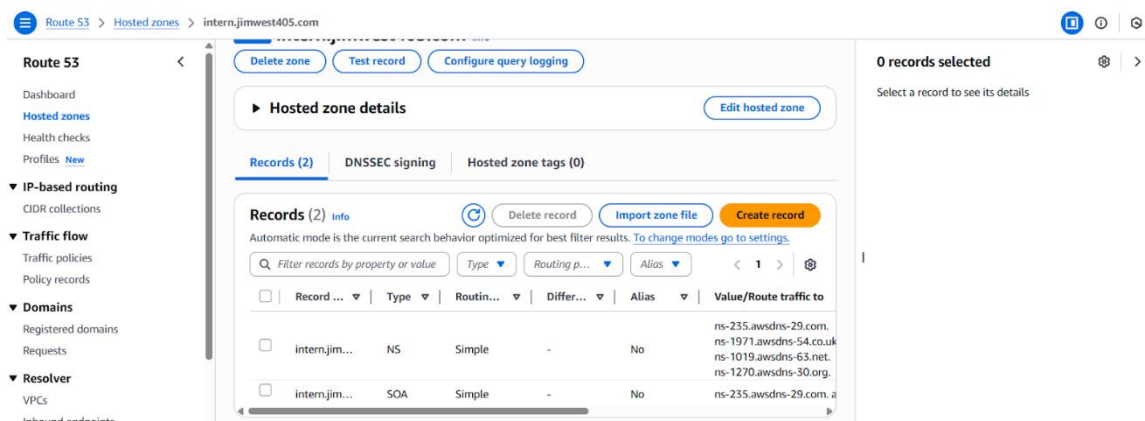 Route 53 > Hosted zones > intern.jimwest405.com
Route 53
Dashboard
Hosted zones
Health checks
Profiles New
IP-based routing
CIDR collections
Traffic flow
Traffic policies
Policy records
Domains
Registered domains
Requests
Resolver
VPCs
Delete zone Test record Configure query logging
Hosted zone details Edit hosted zone
Records (2) DNSSEC signing Hosted zone tags (0)
Records (2) Info Delete record Import zone file Create record
Automatic mode is the current search behavior optimized for best filter results. To change modes go to settings.
Filter records by property or value Type Routing p... Alias 1
Record ... Type Routin... Differ... Alias Value/Route traffic to
intern.jim... NS Simple - No ns-235.awsdns-29.com.
ns-1971.awsdns-54.co.uk
ns-1019.awsdns-63.net.
ns-1270.awsdns-30.org.
intern.jim... SOA Simple - No ns-235.awsdns-29.com. a
0 records selected
Select a record to see its details